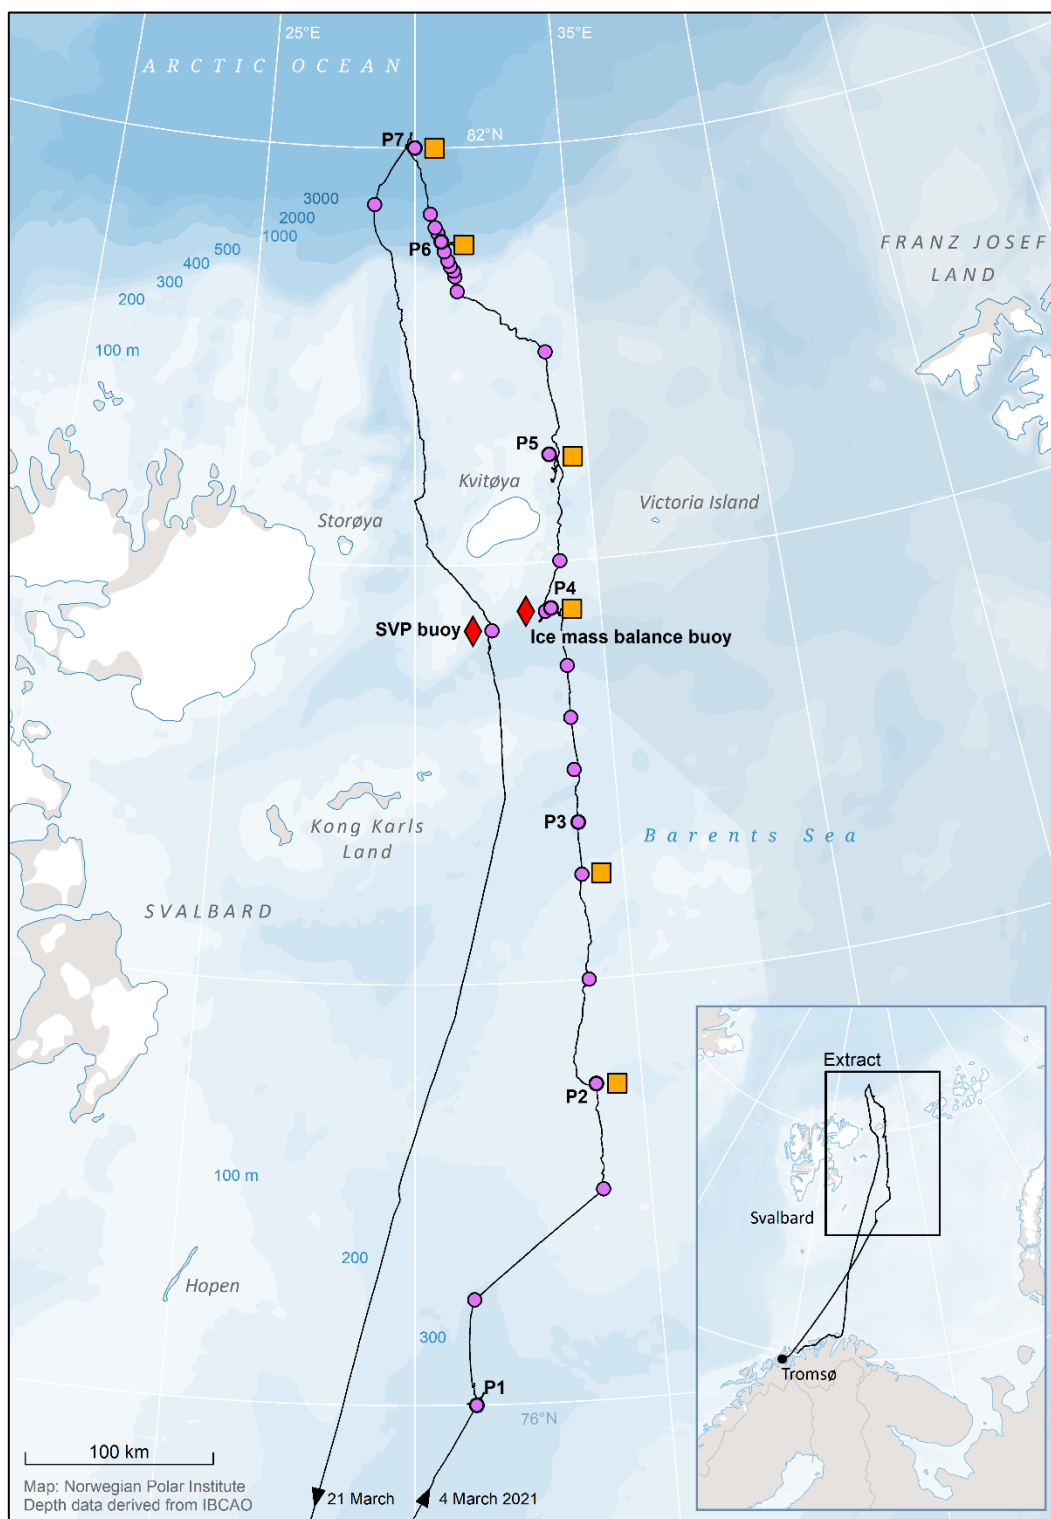 25°E
35°E
ARCTIC OCEAN
P7
82°N
3000
2000
1000
500
400
300
200
100 m
P6
FRANZ JOSEF
LAND
P5
Kvitøya
Storøya
Victoria Island
P4
SVP buoy
Ice mass balance buoy
P3
Kong Karls
Land
Barents Sea
SVALBARD
P2
100 m
200
Hopen
300
P1
76°N
Extract
Svalbard
Tromsø
100 km
Map: Norwegian Polar Institute
Depth data derived from IBCAO
21 March
4 March 2021